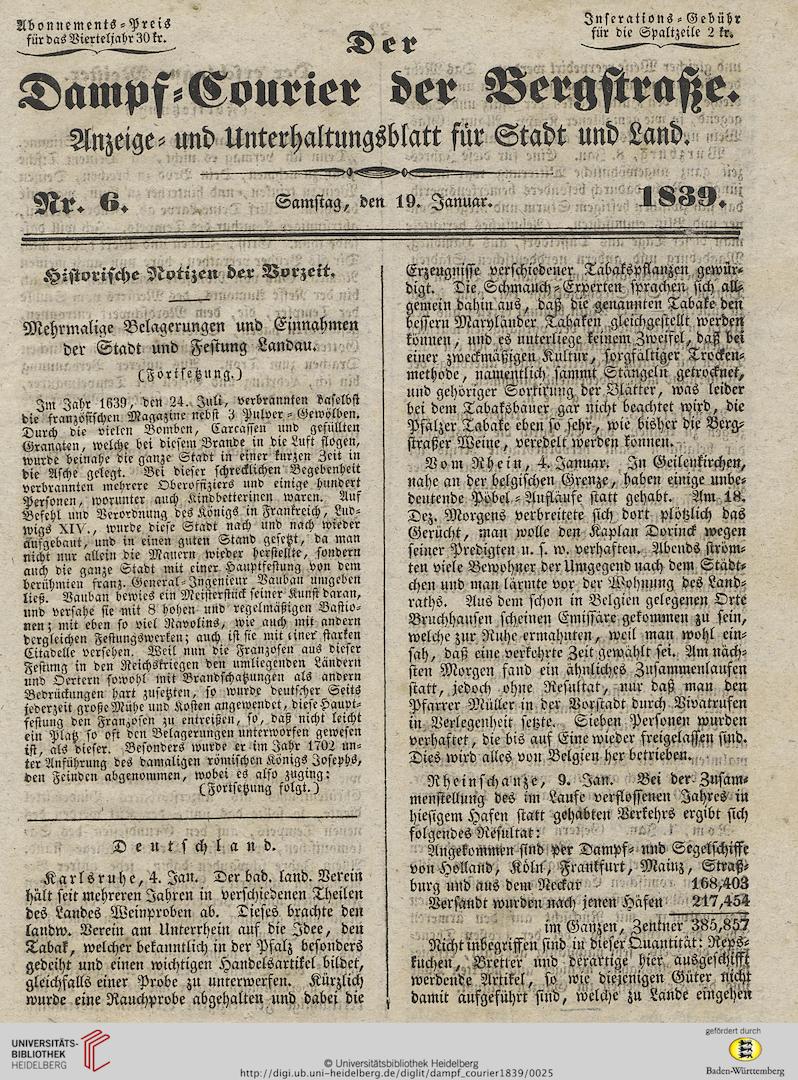 Abonnements-Preis
für das Vierteljahr 30 kr.
Inserations-Gebühr
für die Spaltzeile 2 kr.
Der
Dampf-Courier der Bergstraße.
Anzeige- und Unterhaltungsblatt für Stadt und Land.
Nr. 6.
Samstag, den 19. Januar.
1839.
Historische Notizen der Vorzeit.
Mehrmalige Belagerungen und Einnahmen
der Stadt und Festung Landau.
(Fortsetzung.)
Im Jahr 1639, den 24. Juli, verbrannten daselbst
die französischen Magazine nebst 3 Pulver-Gewölben.
Durch die vielen Bomben, Carcassen und gefüllten
Granaten, welche bei diesem Brande in die Luft flogen,
wurde beinahe die ganze Stadt in einer kurzen Zeit in
die Asche gelegt. Bei dieser schrecklichen Begebenheit
verbrannten mehrere Oberoffiziers und einige hundert
Personen, worunter auch Kindbetterinen waren. Auf
Befehl und Verordnung des Königs in Frankreich, Lud-
wigs XIV., wurde diese Stadt nach und nach wieder
aufgebaut, und in einen guten Stand gesetzt, da man
nicht nur allein die Mauern wieder herstellte, sondern
auch die ganze Stadt mit einer Hauptfestung von dem
berühmten franz. General-Ingenieur Vauban umgeben
ließ. Vauban bewies ein Meisterstück seiner Kunst daran,
und versahe sie mit 8 hohen und regelmäßigen Bastio-
nen; mit eben so viel Ravolins, wie auch mit andern
dergleichen Festungswerken; auch ist sie mit einer starken
Citadelle versehen. Weil nun die Franzosen aus dieser
Festung in den Reichskriegen den umliegenden Ländern
und Oertern sowohl mit Brandschatzungen als andern
Bedrückungen hart zusetzten, so wurde deutscher Seits
jederzeit große Mühe und Kosten angewendet, diese Haupt-
festung den Franzosen zu entreißen, so, daß nicht leicht
ein Platz so oft den Belagerungen unterworfen gewesen
ist, als dieser. Besonders wurde er im Jahr 1702 un-
ter Anführung des damaligen römischen Königs Josephs,
den Feinden abgenommen, wobei es also zuging:
(Fortsetzung folgt.)
Deutschland.
Karlsruhe, 4. Jan. Der bad. land. Verein
hält seit mehreren Jahren in verschiedenen Theilen
des Landes Weinproben ab. Dieses brachte den
landw. Verein am Unterrhein auf die Idee, den
Tabak, welcher bekanntlich in der Pfalz besonders
gedeiht und einen wichtigen Handelsartikel bildet,
gleichfalls einer Probe zu unterwerfen. Kürzlich
wurde eine Rauchprobe abgehalten und dabei die
Erzeugnisse verschiedener Tabakspflanzen gewür-
digt. Die Schmauch-Experten sprachen sich all-
gemein dahin aus, daß die genannten Tabake den
bessern Maryländer Tabaken gleichgestellt werden
können, und es unterliege keinem Zweifel, daß bei
einer zweckmäßigen Kultur, sorgfältiger Trocken-
methode, namentlich sammt Stängeln getrocknet,
und gehöriger Sortirung der Blätter, was leider
bei dem Tabaksbauer gar nicht beachtet wird, die
Pfälzer Tabake eben so sehr, wie bisher die Berg-
straßer Weine, veredelt werden können.
Vom Rhein, 4. Januar. In Geilenkirchen,
nahe an der belgischen Grenze, haben einige unbe-
deutende Pöbel-Aufläufe statt gehabt. Am 18.
Dez. Morgens verbreitete sich dort plötzlich das
Gerücht, man wolle den Kaplan Dorinck wegen
seiner Predigten u. s. w. verhaften. Abends ström-
ten viele Bewohner der Umgegend nach dem Städt-
chen und man lärmte vor der Wohnung des Land-
raths. Aus dem schon in Belgien gelegenen Orte
Bruchhausen scheinen Emissäre gekommen zu sein,
welche zur Ruhe ermahnten, weil man wohl ein-
sah, daß eine verkehrte Zeit gewählt sei. Am näch-
sten Morgen fand ein ähnliches Zusammenlaufen
statt, jedoch ohne Resultat, nur daß man den
Pfarrer Müller in der Vorstadt durch Vivatrufen
in Verlegenheit setzte. Sieben Personen wurden
verhaftet, die bis auf Eine wieder freigelassen sind.
Dies wird alles von Belgien her betrieben.
Rheinschanze, 9. Jan. Bei der Zusam-
menstellung des im Laufe verflossenen Jahres in
hiesigem Hafen statt gehabten Verkehrs ergibt sich
folgendes Resultat:
Angekommen sind per Dampf- und Segelschiffe
von Holland, Köln, Frankfurt, Mainz, Straß-
burg und aus dem Neckar 168,403
Versandt wurden nach jenen Häfen 217,454
im Ganzen, Zentner 385,857
Nicht inbegriffen sind in dieser Quantität: Reps-
kuchen, Bretter und derartige hier ausgeschifft
werdende Artikel, so wie diejenigen Güter nicht
damit aufgeführt sind, welche zu Lande eingehen
UNIVERSITÄTS-
BIBLIOTHEK
HEIDELBERG
© Universitätsbibliothek Heidelberg
http://digi.ub.uni-heidelberg.de/diglit/dampf_courier1839/0025
gefördert durch
Baden-Württemberg